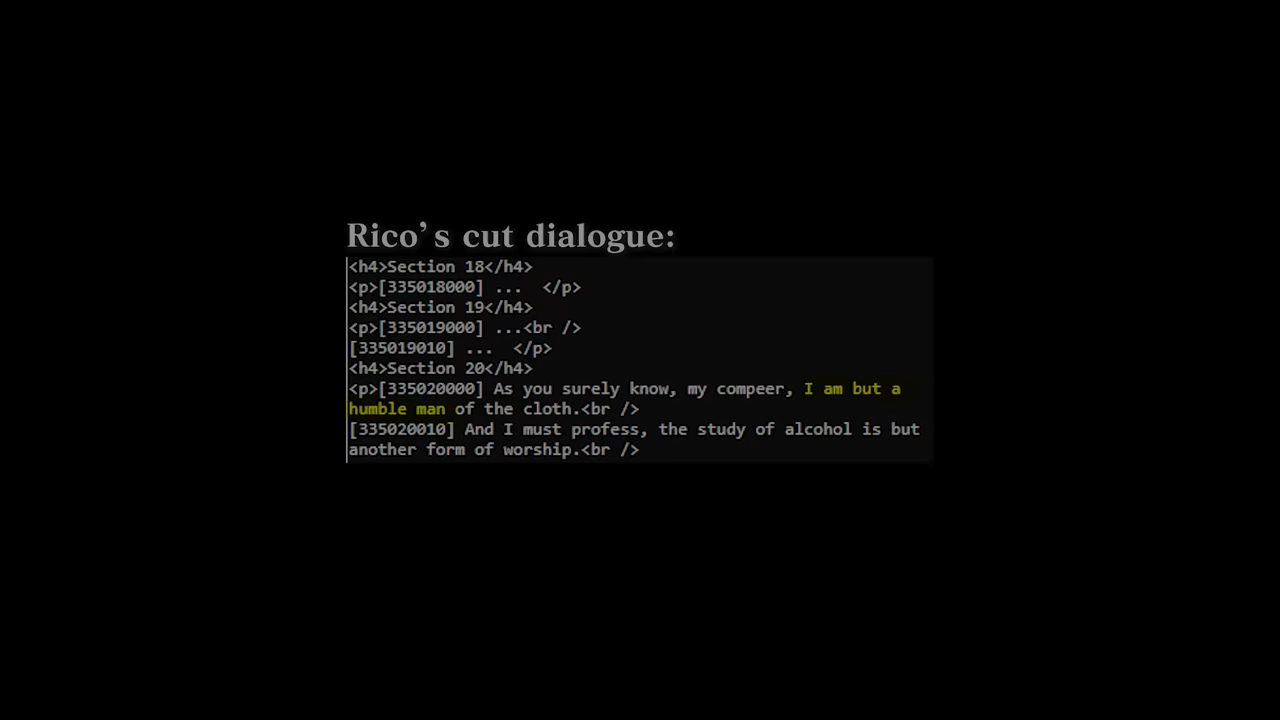 Rico’s cut dialogue:
<h4>Section 18</h4>
<p>[335018000] ...  </p>
<h4>Section 19</h4>
<p>[335019000] ...<br />
[335019010] ...  </p>
<h4>Section 20</h4>
<p>[335020000] As you surely know, my compeer, I am but a
humble man of the cloth.<br />
[335020010] And I must profess, the study of alcohol is but
another form of worship.<br />